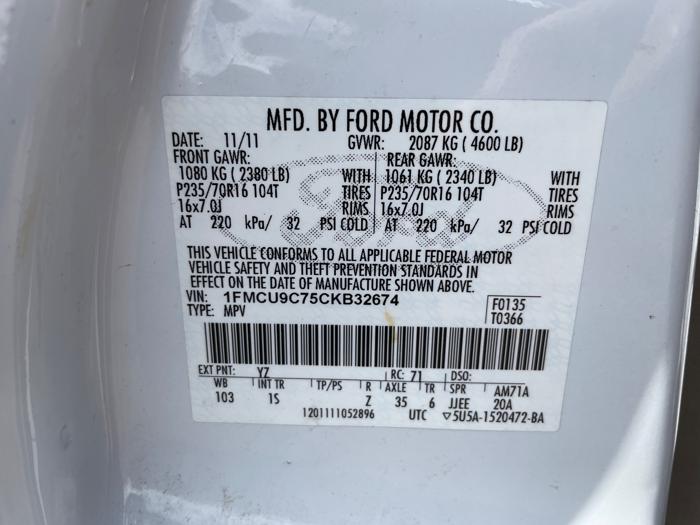 MFD. BY FORD MOTOR CO.
DATE: 11/11 GVWR: 2087 KG ( 4600 LB)
FRONT GAWR: REAR GAWR:
1080 KG ( 2380 LB) WITH 1061 KG ( 2340 LB) WITH
P235/70R16 104T TIRES P235/70R16 104T TIRES
16x7.0J RIMS 16x7.0J RIMS
AT 220 kPa/ 32 PSI COLD AT 220 kPa/ 32 PSI COLD
Ford
THIS VEHICLE CONFORMS TO ALL APPLICABLE FEDERAL MOTOR
VEHICLE SAFETY AND THEFT PREVENTION STANDARDS IN
EFFECT ON THE DATE OF MANUFACTURE SHOWN ABOVE.
VIN: 1FMCU9C75CKB32674 F0135
TYPE: MPV T0366
EXT PNT: YZ RC: 71 DSO:
WB INT TR TP/PS R AXLE TR SPR AM71A
103 1S Z 35 6 JJEE 20A
1201111052896 UTC ▽5U5A-1520472-BA